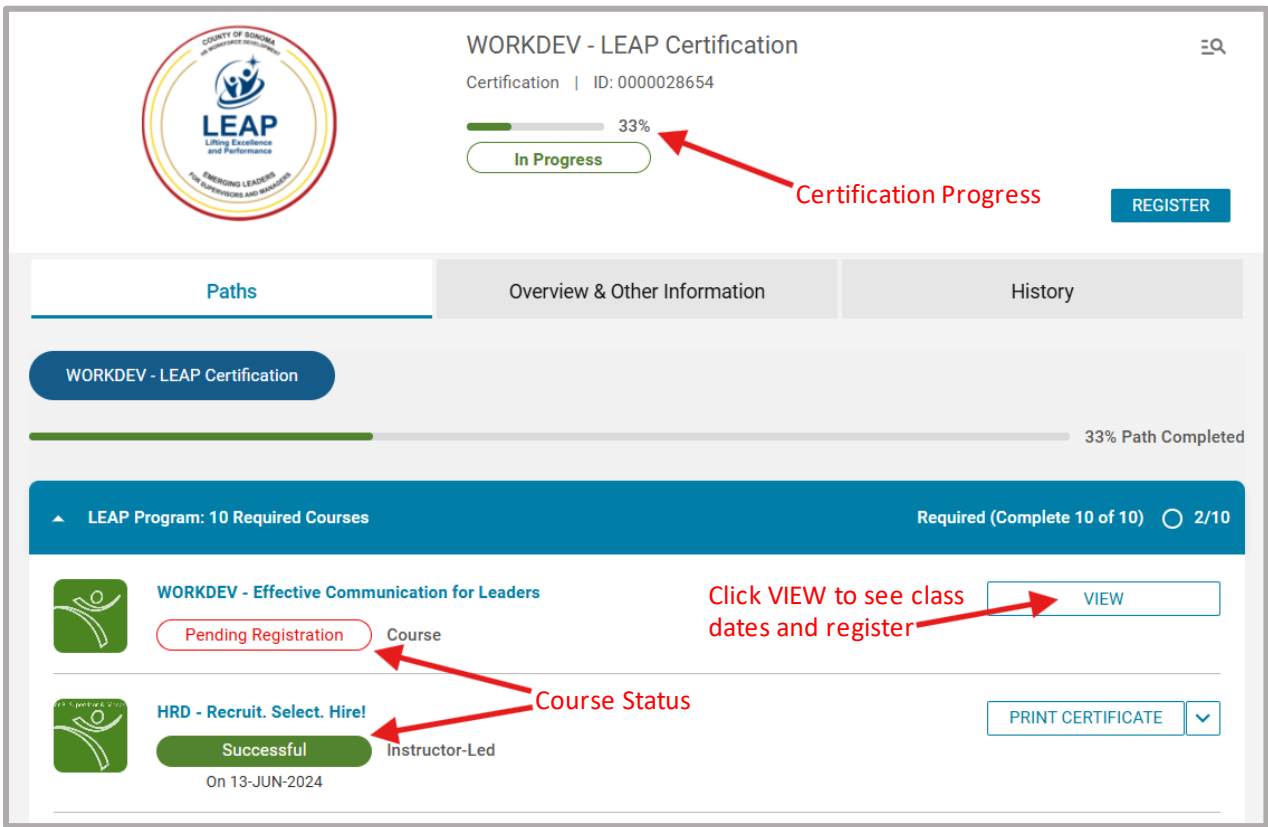 COUNTY OF SONOMA
HR WORKFORCE DEVELOPMENT
LEAP
Lifting Excellence
and Performance
EMERGING LEADERS
FOR SUPERVISORS AND MANAGERS
WORKDEV - LEAP Certification
Certification | ID: 0000028654
33%
In Progress
Certification Progress
REGISTER
Paths
Overview & Other Information
History
WORKDEV - LEAP Certification
33% Path Completed
LEAP Program: 10 Required Courses
Required (Complete 10 of 10) 2/10
WORKDEV - Effective Communication for Leaders
Pending Registration
Course
Click VIEW to see class
dates and register
VIEW
Course Status
HRD - Recruit. Select. Hire!
Successful
Instructor-Led
On 13-JUN-2024
PRINT CERTIFICATE